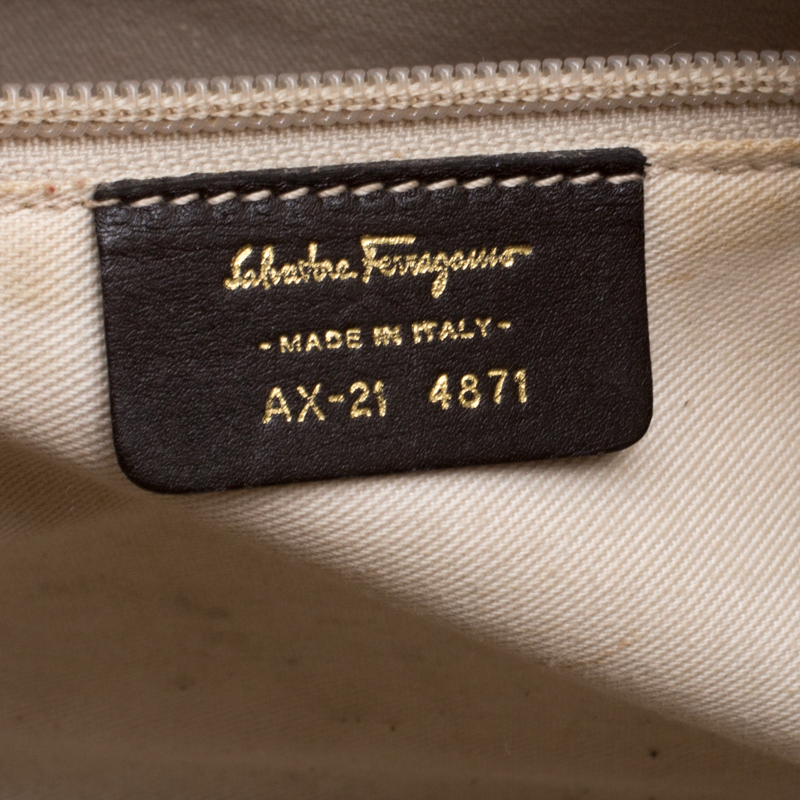 Salvatore Ferragamo
-MADE IN ITALY-
AX-21 4871